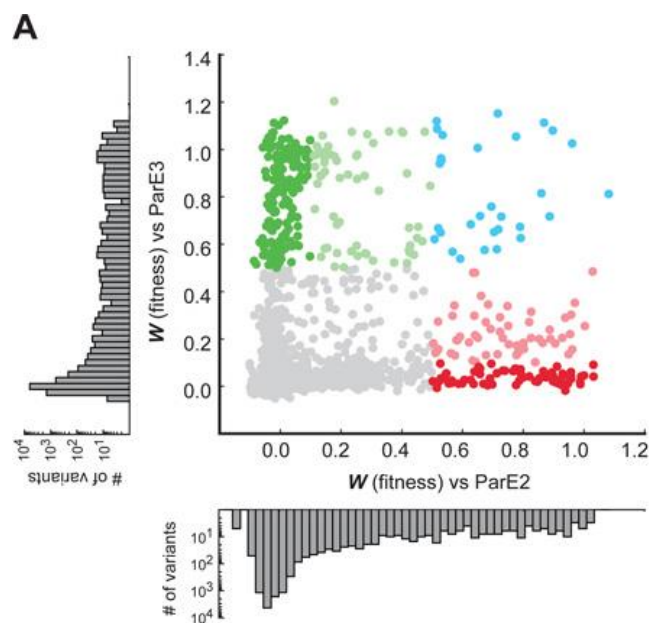 A
1.4
1.2
1.0
0.8
0.6
0.4
0.2
0.0
W (fitness) vs ParE3
10⁴ 10³ 10² 10¹
# of variants
0.0 0.2 0.4 0.6 0.8 1.0 1.2
W (fitness) vs ParE2
# of variants
10¹
10²
10³
10⁴